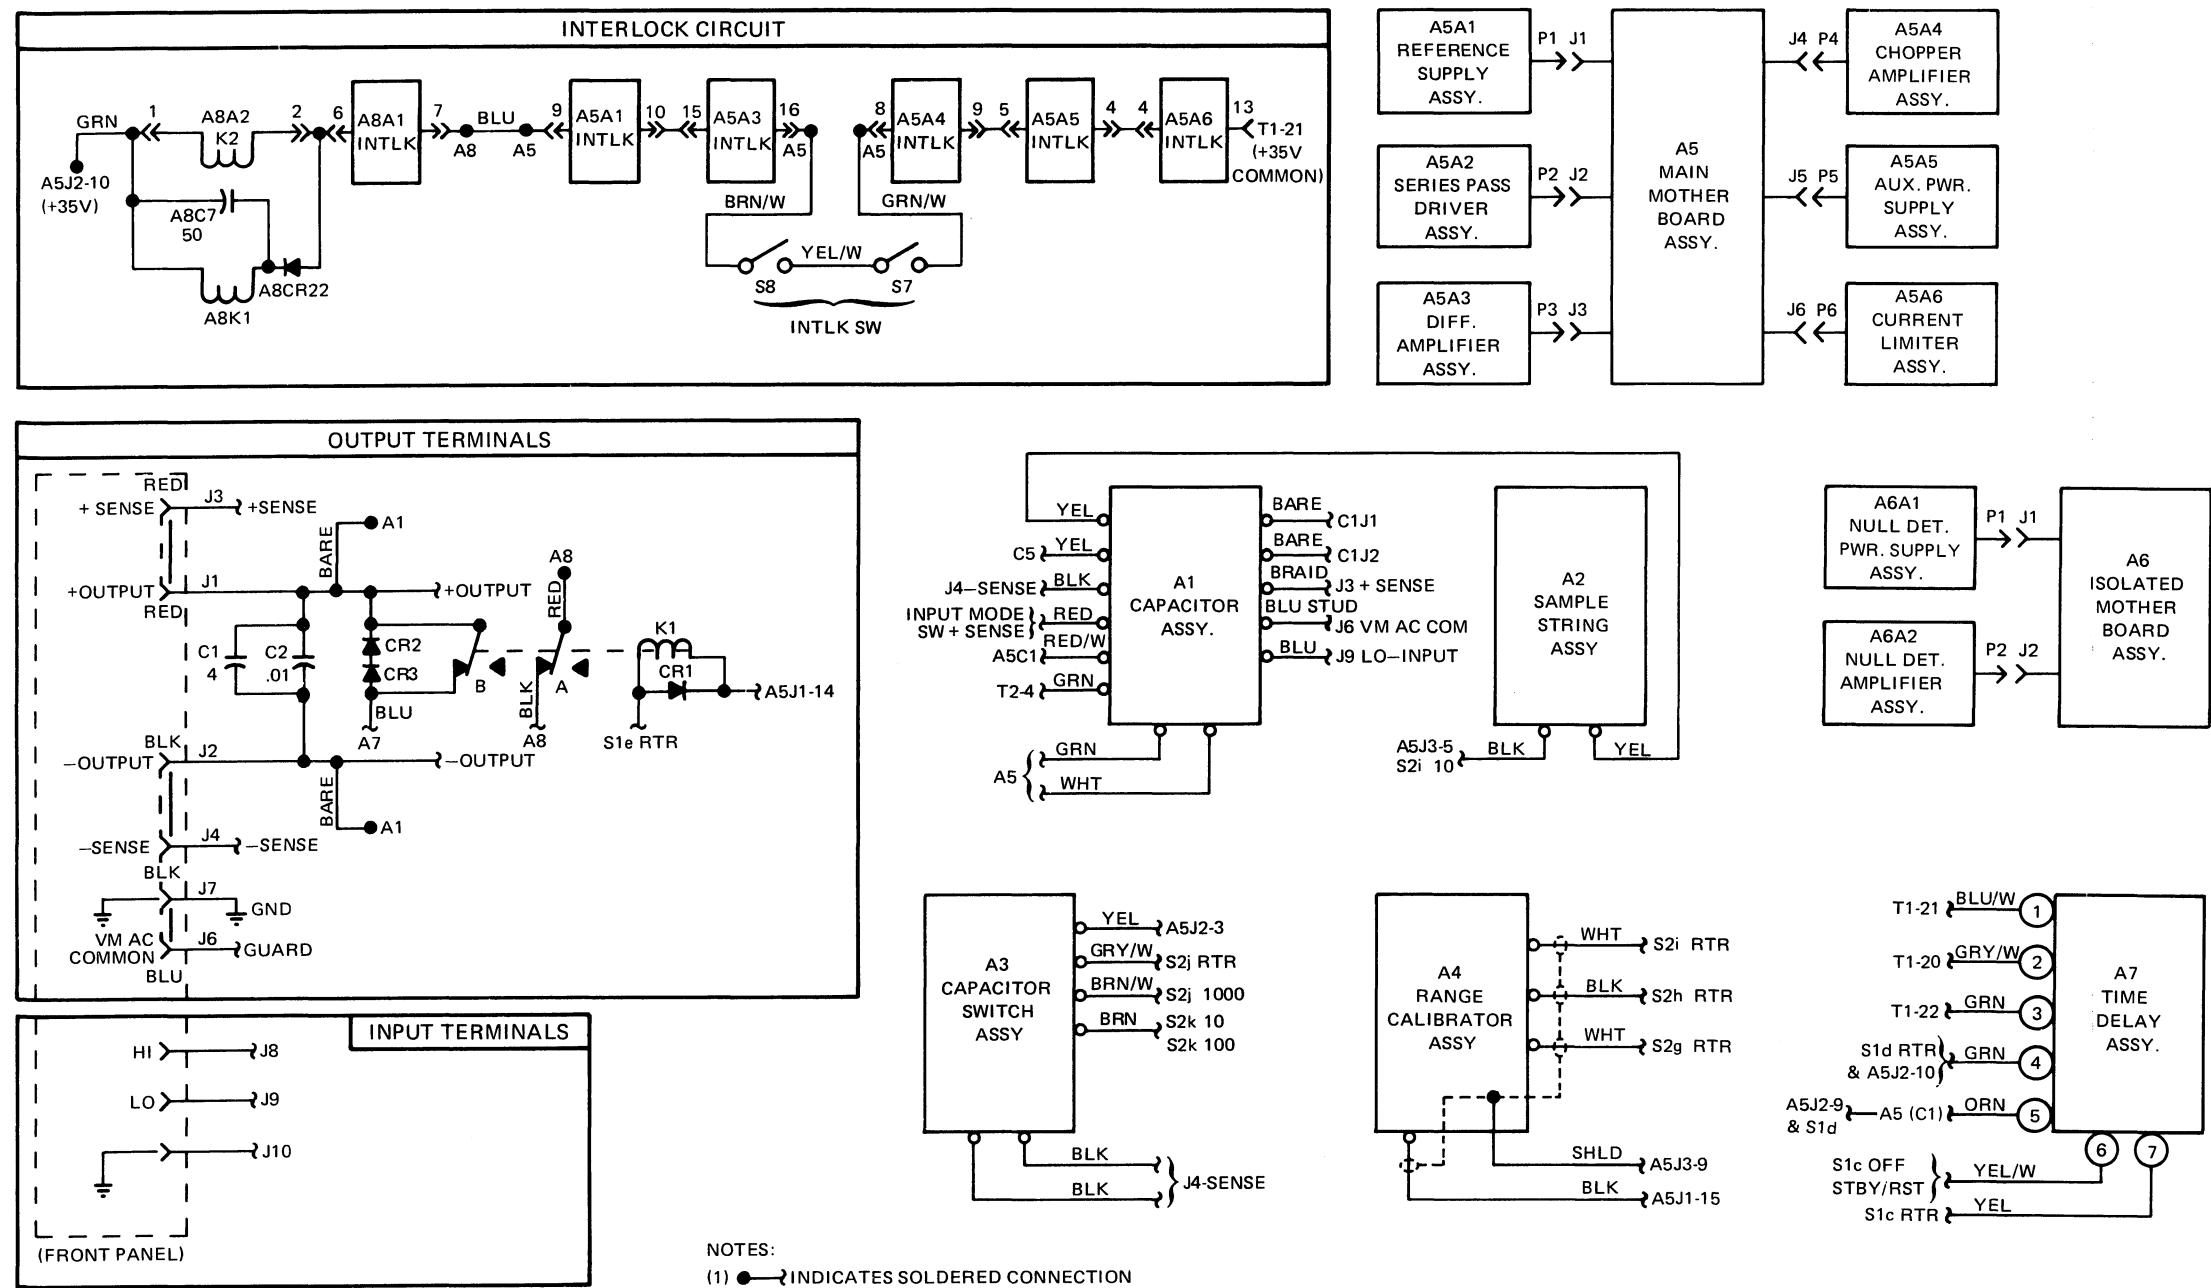 INTERLOCK CIRCUIT
GRN
1
A8A2
K2
2
6
A8A1
INTLK
7
BLU
A8
A5
9
A5A1
INTLK
10
15
A5A3
INTLK
16
A5
8
A5
A5A4
INTLK
9
5
A5A5
INTLK
4
4
A5A6
INTLK
13
T1-21
(+35V
COMMON)
A5J2-10
(+35V)
A8C7
50
A8CR22
A8K1
BRN/W
GRN/W
YEL/W
S8
S7
INTLK SW
A5A1
REFERENCE
SUPPLY
ASSY.
P1 J1
A5A2
SERIES PASS
DRIVER
ASSY.
P2 J2
A5A3
DIFF.
AMPLIFIER
ASSY.
P3 J3
A5
MAIN
MOTHER
BOARD
ASSY.
J4 P4
A5A4
CHOPPER
AMPLIFIER
ASSY.
J5 P5
A5A5
AUX. PWR.
SUPPLY
ASSY.
J6 P6
A5A6
CURRENT
LIMITER
ASSY.
OUTPUT TERMINALS
RED
+ SENSE
J3
+SENSE
A1
BARE
+OUTPUT
J1
RED
+OUTPUT
A8
RED
C1
4
C2
.01
CR2
CR3
B
A
K1
CR1
A5J1-14
BLU
A7
BLK
A8
S1e RTR
BLK
–OUTPUT
J2
–OUTPUT
BARE
A1
–SENSE
J4
–SENSE
BLK
J7
GND
VM AC
COMMON
J6
GUARD
BLU
INPUT TERMINALS
HI
J8
LO
J9
J10
(FRONT PANEL)
YEL
C5
YEL
J4–SENSE
BLK
INPUT MODE
SW + SENSE
RED
RED/W
A5C1
T2-4
GRN
A1
CAPACITOR
ASSY.
BARE
C1J1
BARE
C1J2
BRAID
J3 + SENSE
BLU STUD
J6 VM AC COM
BLU
J9 LO–INPUT
A5
GRN
WHT
A2
SAMPLE
STRING
ASSY
A5J3-5
S2i 10
BLK
YEL
A6A1
NULL DET.
PWR. SUPPLY
ASSY.
P1 J1
A6A2
NULL DET.
AMPLIFIER
ASSY.
P2 J2
A6
ISOLATED
MOTHER
BOARD
ASSY.
A3
CAPACITOR
SWITCH
ASSY
YEL
A5J2-3
GRY/W
S2j RTR
BRN/W
S2j 1000
BRN
S2k 10
S2k 100
BLK
BLK
J4-SENSE
A4
RANGE
CALIBRATOR
ASSY
WHT
S2i RTR
BLK
S2h RTR
WHT
S2g RTR
SHLD
A5J3-9
BLK
A5J1-15
T1-21
BLU/W
1
T1-20
GRY/W
2
T1-22
GRN
3
S1d RTR
& A5J2-10
GRN
4
A5J2-9
& S1d
A5 (C1)
ORN
5
A7
TIME
DELAY
ASSY.
6
7
S1c OFF
STBY/RST
YEL/W
S1c RTR
YEL
NOTES:
(1) INDICATES SOLDERED CONNECTION